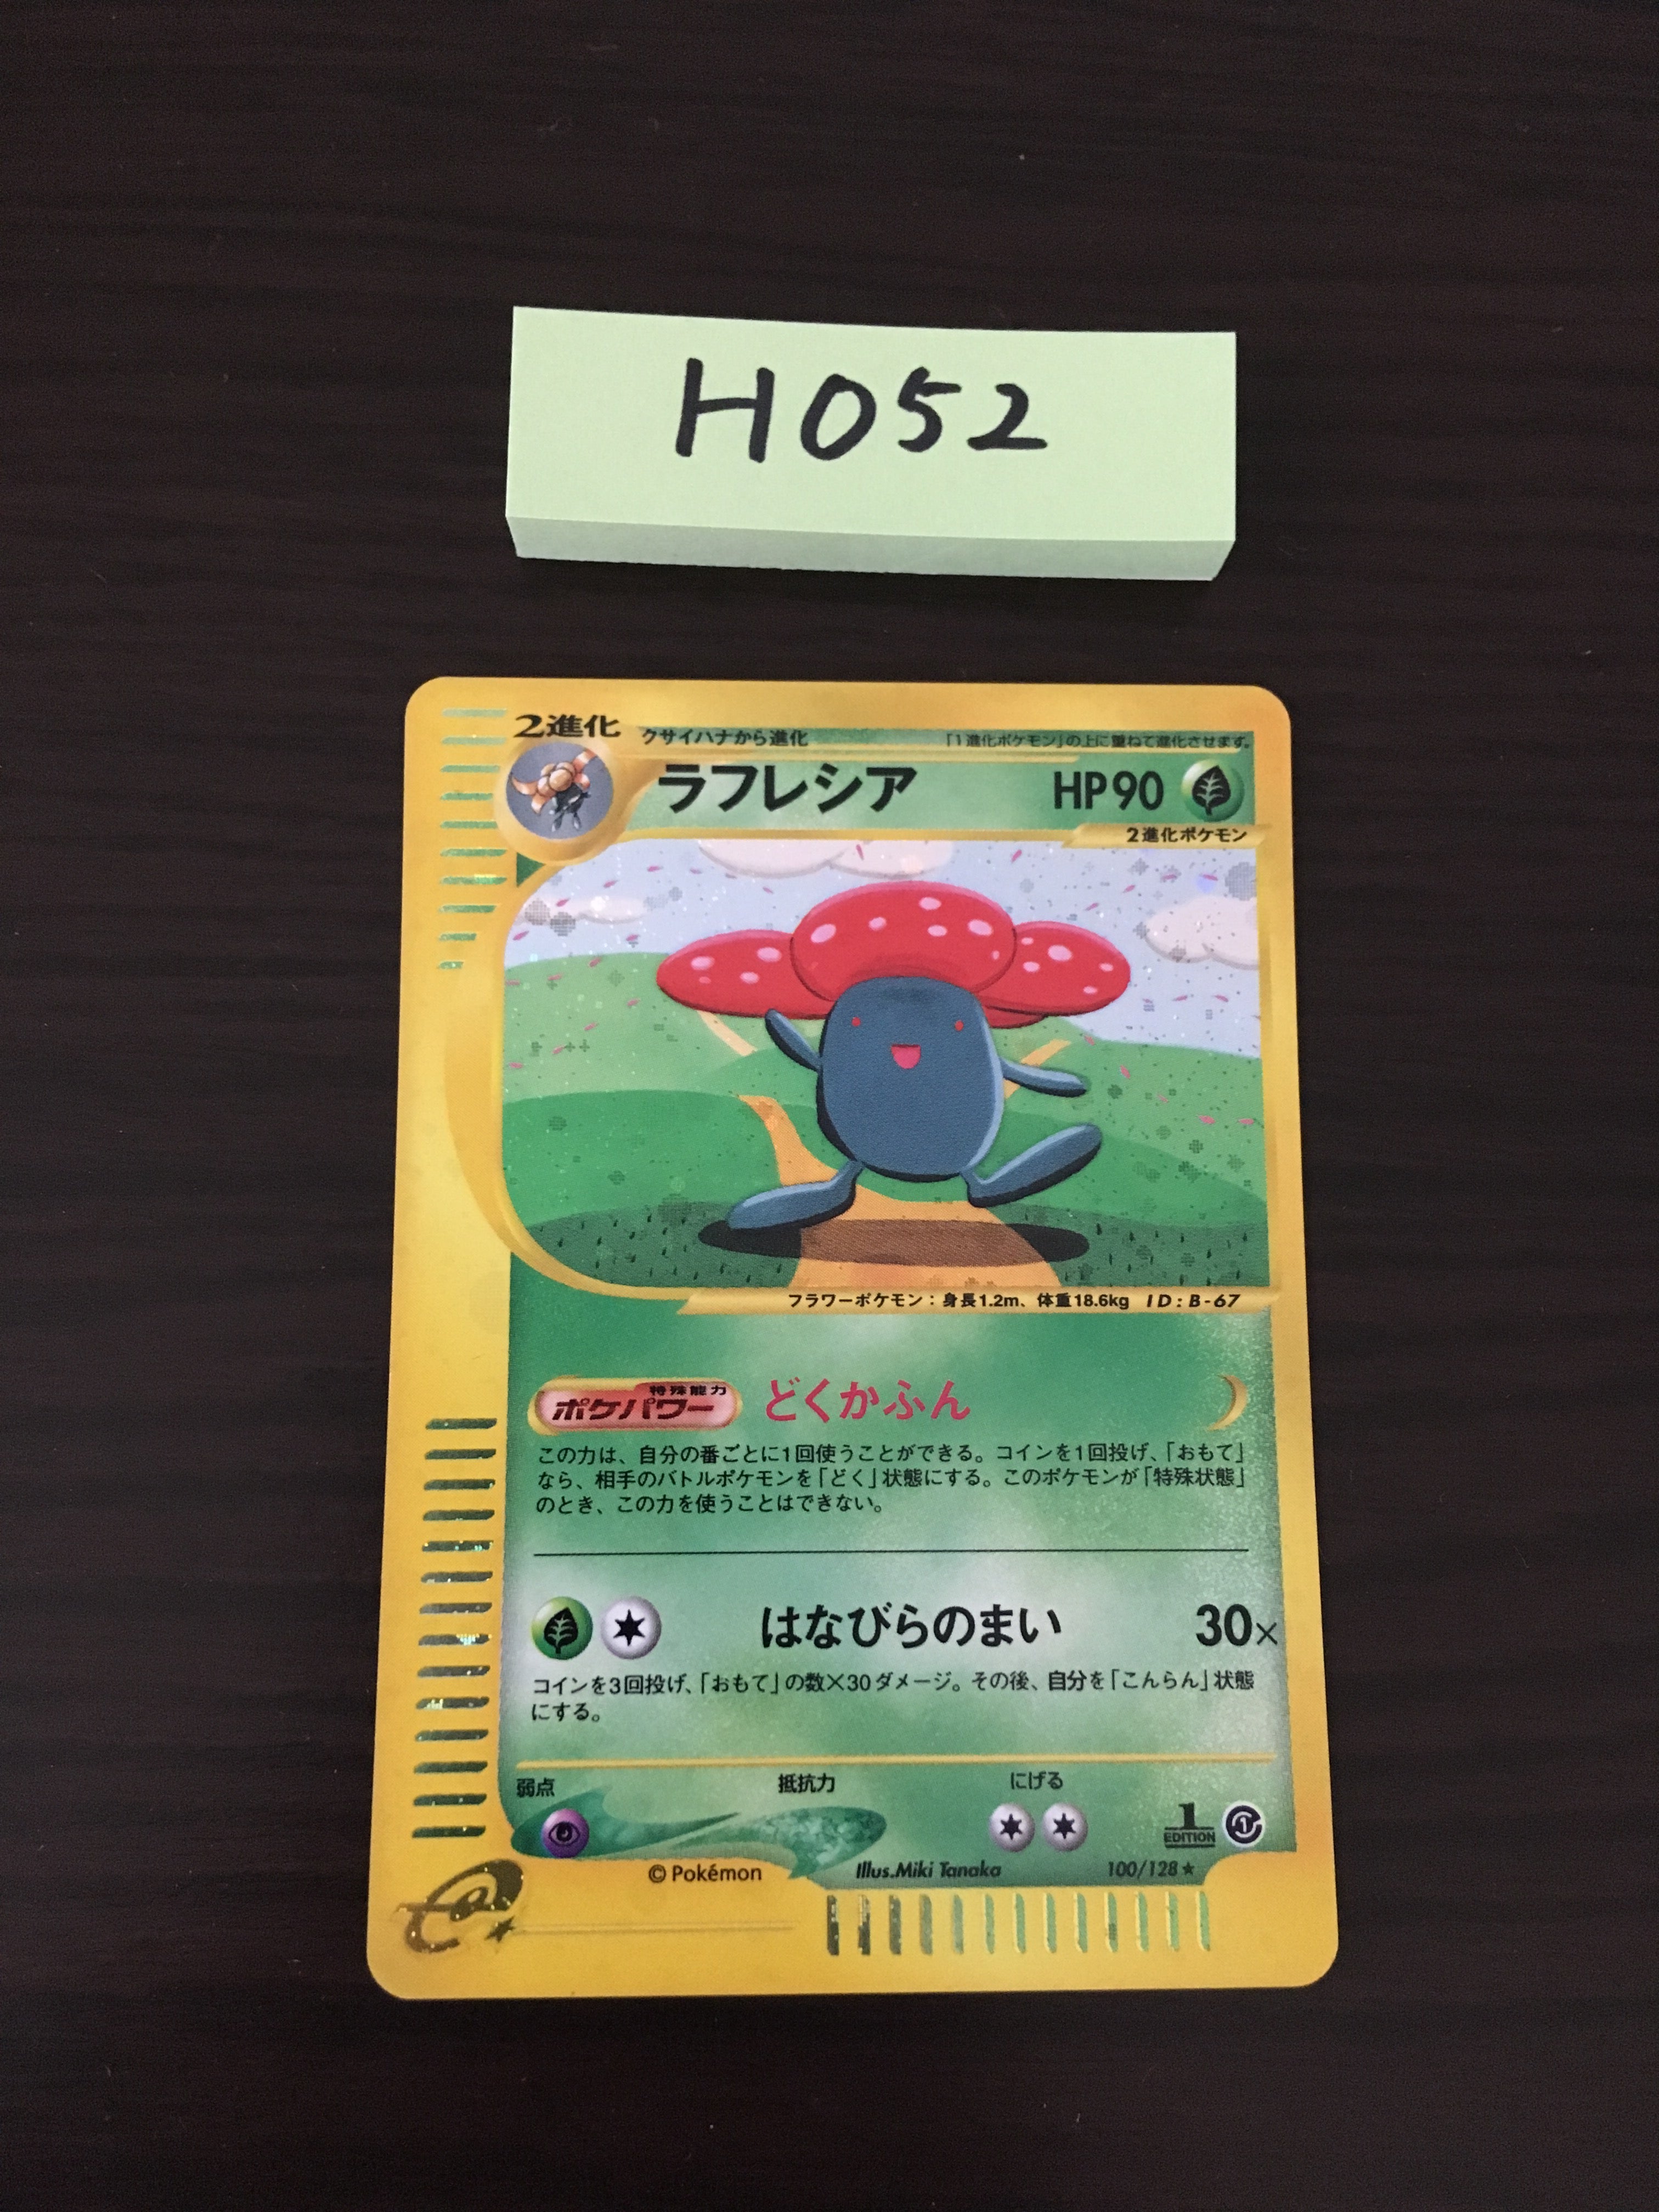 H052
2進化
クサイハナから進化 「1進化ポケモン」の上に重ねて進化させます。
ラフレシア HP90
2進化ポケモン
フラワーポケモン：身長1.2m、体重18.6kg ID:B-67
特殊能力
ポケパワー どくかふん
この力は、自分の番ごとに1回使うことができる。コインを1回投げ、「おもて」
なら、相手のバトルポケモンを「どく」状態にする。このポケモンが「特殊状態」
のとき、この力を使うことはできない。
はなびらのまい 30×
コインを3回投げ、「おもて」の数×30ダメージ。その後、自分を「こんらん」状態
にする。
弱点 抵抗力 にげる
1
EDITION 1
© Pokémon Illus.Miki Tanaka 100/128★
e